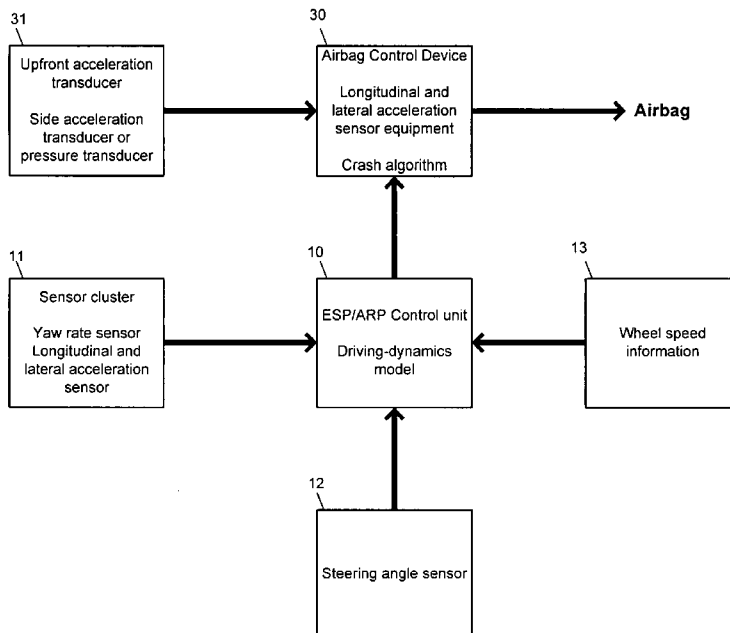 31
Upfront acceleration
transducer
Side acceleration
transducer or
pressure transducer
30
Airbag Control Device
Longitudinal and
lateral acceleration
sensor equipment
Crash algorithm
Airbag
11
Sensor cluster
Yaw rate sensor
Longitudinal and
lateral acceleration
sensor
10
ESP/ARP Control unit
Driving-dynamics
model
13
Wheel speed
information
12
Steering angle sensor